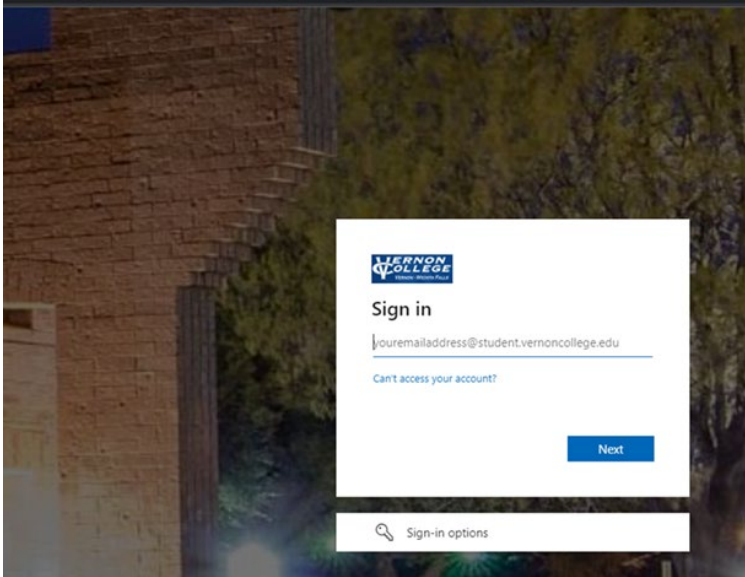 VERNON
COLLEGE
VERNON | WICHITA FALLS
Sign in
youremailaddress@student.vernoncollege.edu
Can't access your account?
Next
Sign-in options